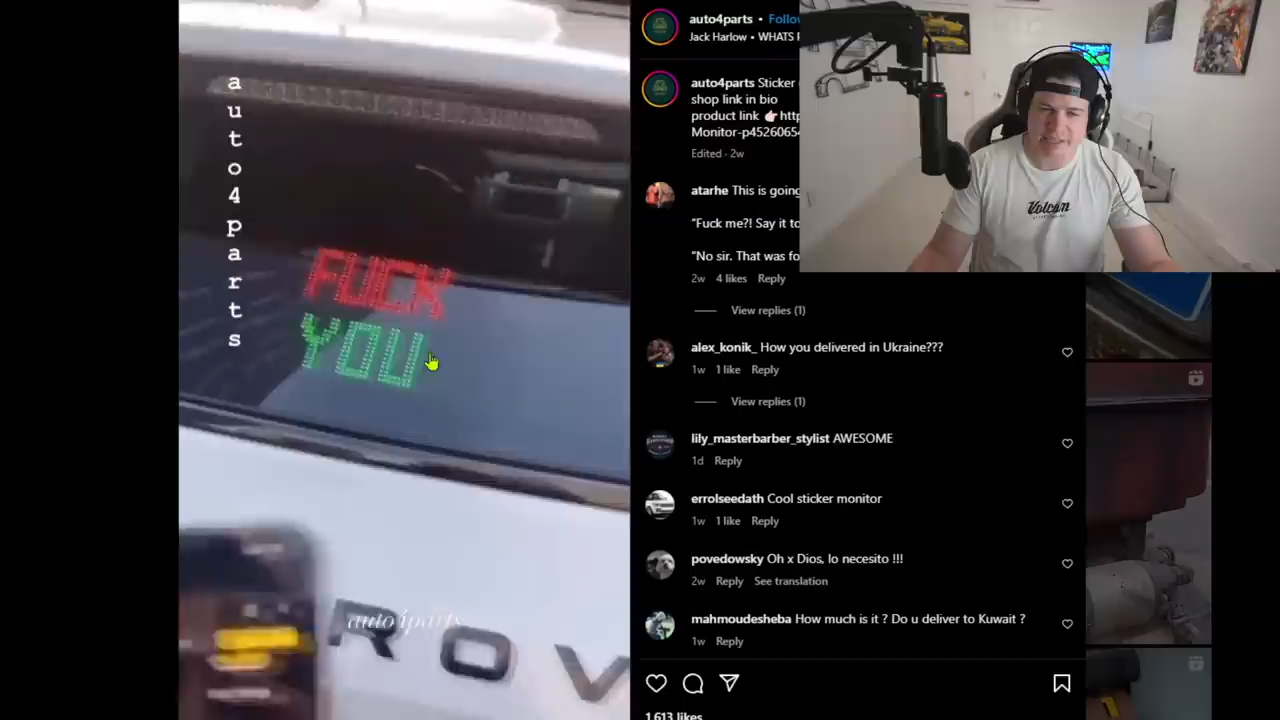 a
u
t
o
4
p
a
r
t
s
FUCK
YOU
auto4parts
ROV
auto4parts • Follow
Jack Harlow • WHATS
auto4parts Sticker
shop link in bio
product link 👉🏻 http
Monitor-p4526065
Edited · 2w
atarhe This is going
"Fuck me?! Say it to
"No sir. That was fo
2w 4 likes Reply
View replies (1)
alex_konik_ How you delivered in Ukraine???
1w 1 like Reply
View replies (1)
lily_masterbarber_stylist AWESOME
1d Reply
errolseedath Cool sticker monitor
1w 1 like Reply
povedowsky Oh x Dios, lo necesito !!!
2w Reply See translation
mahmoudesheba How much is it ? Do u deliver to Kuwait ?
1w Reply
1,613 likes
Volcom